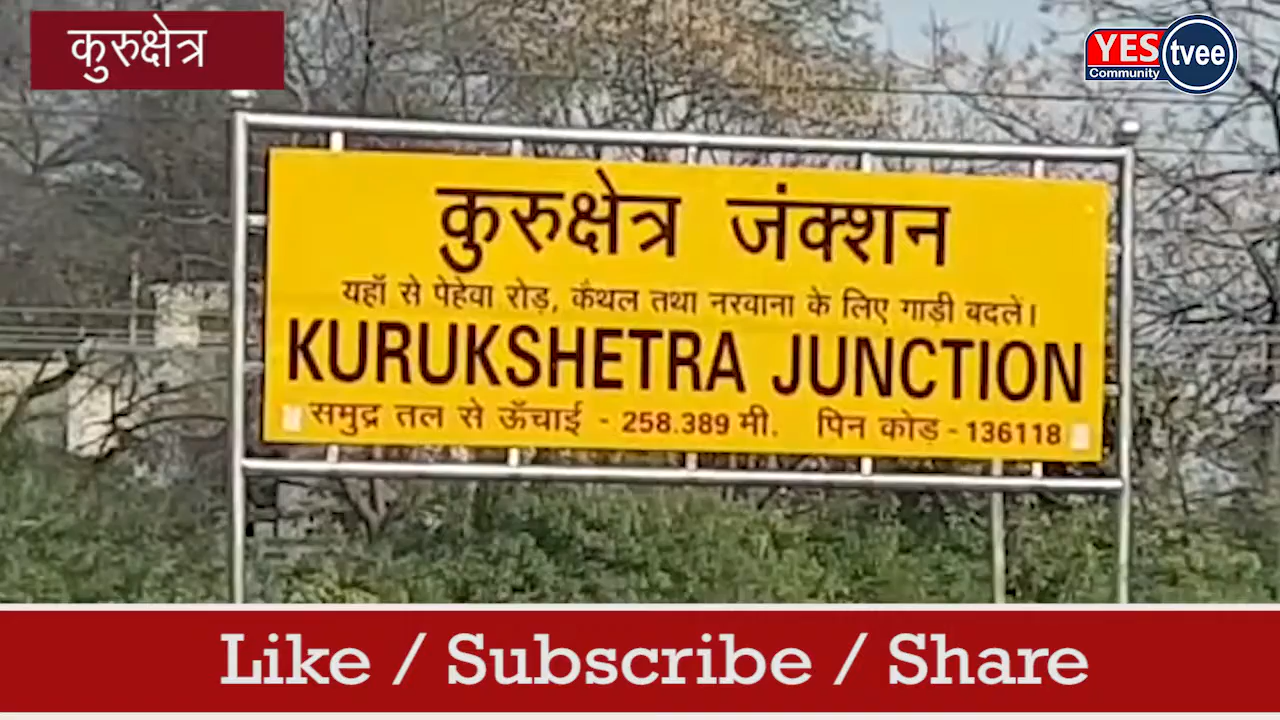 कुरुक्षेत्र
YES tvee
Community
कुरुक्षेत्र जंक्शन
यहाँ से पेहेवा रोड़, कैथल तथा नरवाना के लिए गाड़ी बदलें।
KURUKSHETRA JUNCTION
समुद्र तल से ऊँचाई - 258.389 मी. पिन कोड़ - 136118
Like / Subscribe / Share